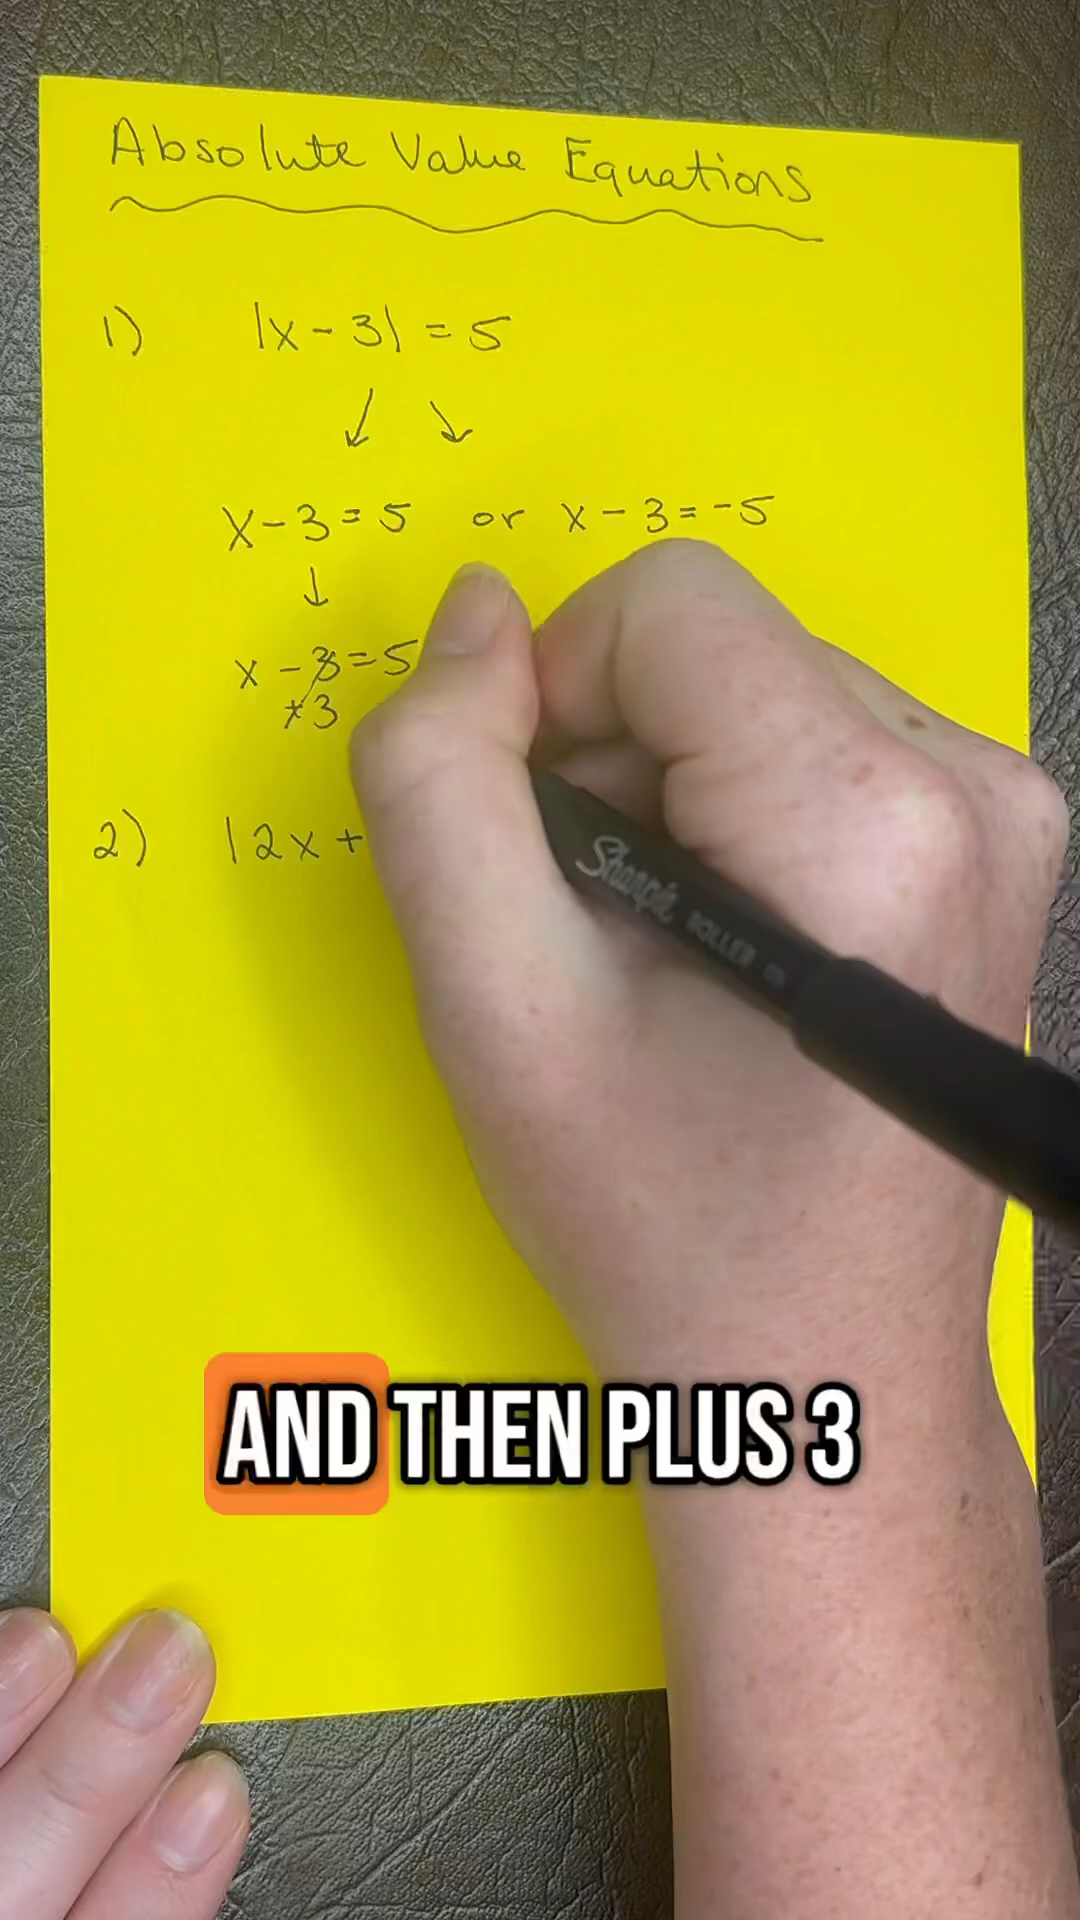 Absolute Value Equations
1) |x - 3| = 5
↙ ↘
x - 3 = 5 or x - 3 = -5
↓
x - 3 = 5
+3
2) |2x +
Sharpie ROLLER
AND THEN PLUS 3